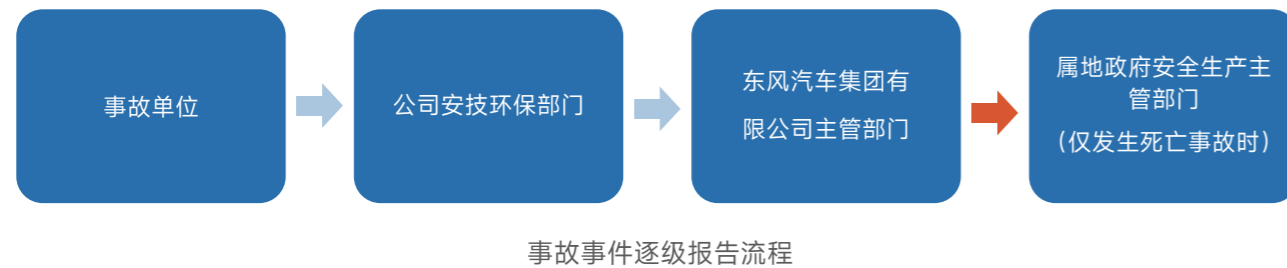 事故单位
公司安技环保部门
东风汽车集团有
限公司主管部门
属地政府安全生产主
管部门
（仅发生死亡事故时）
事故事件逐级报告流程